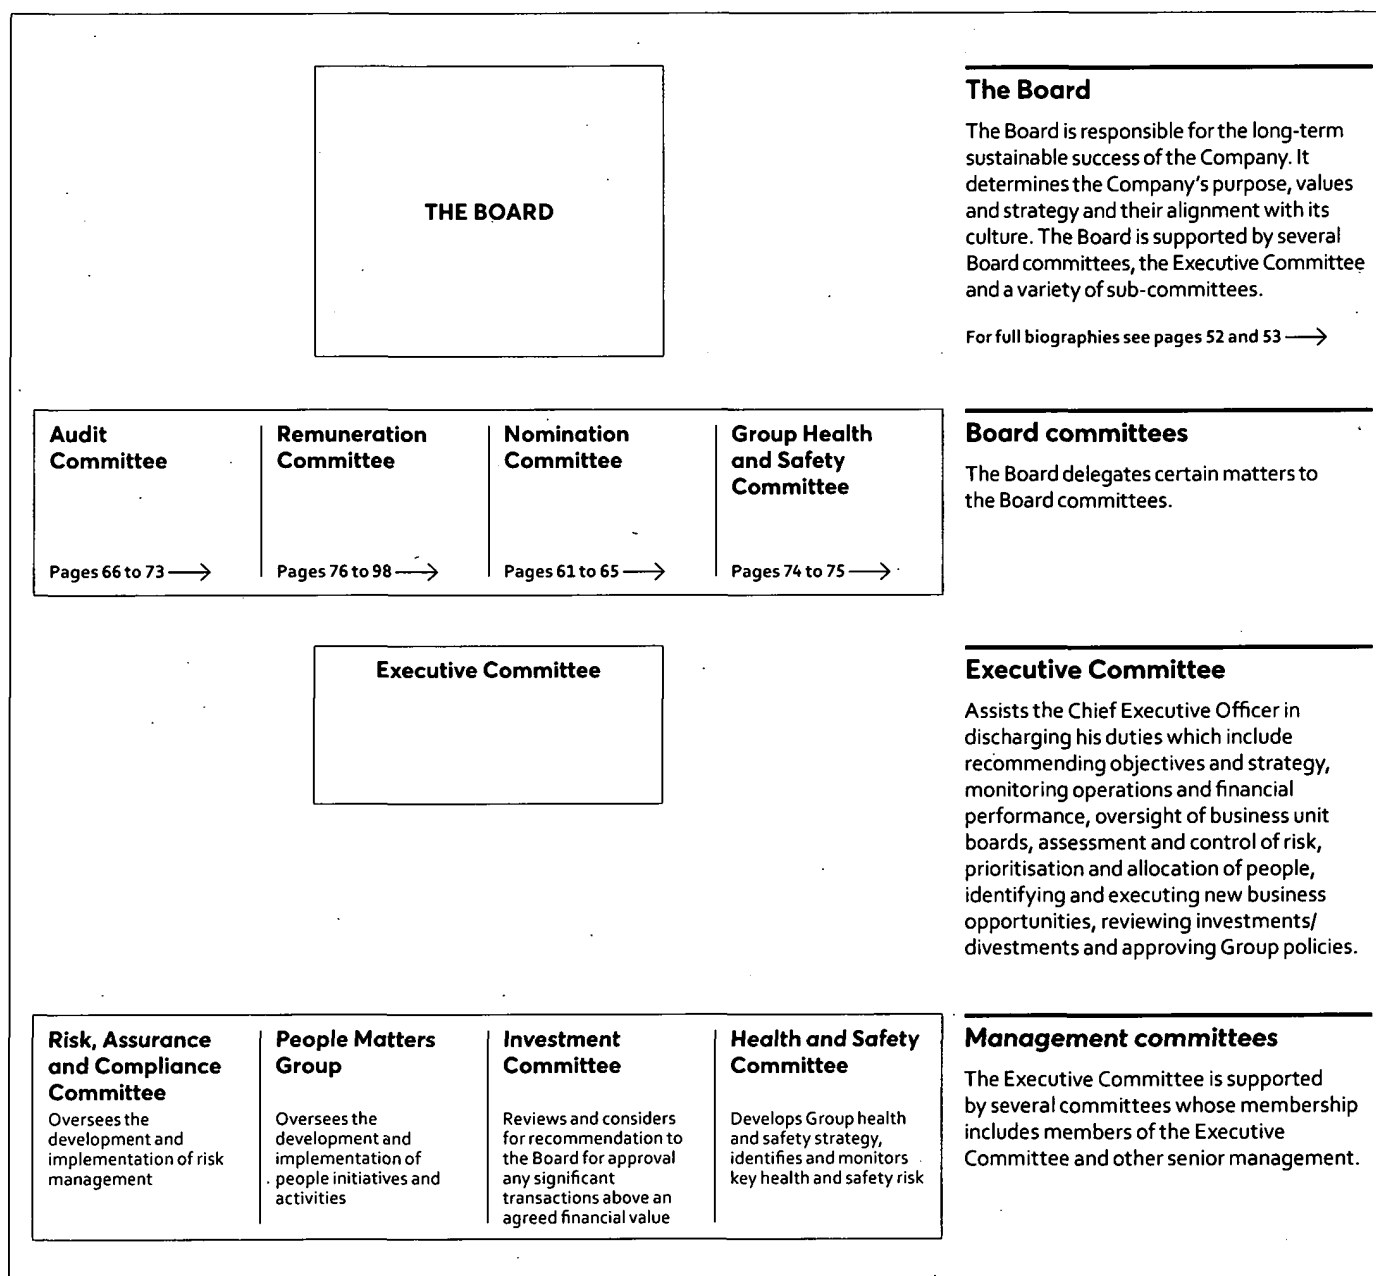 THE BOARD
The Board
The Board is responsible for the long-term
sustainable success of the Company. It
determines the Company's purpose, values
and strategy and their alignment with its
culture. The Board is supported by several
Board committees, the Executive Committee
and a variety of sub-committees.
For full biographies see pages 52 and 53 →
Audit
Committee
Pages 66 to 73 →
Remuneration
Committee
Pages 76 to 98 →
Nomination
Committee
Pages 61 to 65 →
Group Health
and Safety
Committee
Pages 74 to 75 →
Board committees
The Board delegates certain matters to
the Board committees.
Executive Committee
Executive Committee
Assists the Chief Executive Officer in
discharging his duties which include
recommending objectives and strategy,
monitoring operations and financial
performance, oversight of business unit
boards, assessment and control of risk,
prioritisation and allocation of people,
identifying and executing new business
opportunities, reviewing investments/
divestments and approving Group policies.
Risk, Assurance
and Compliance
Committee
Oversees the
development and
implementation of risk
management
People Matters
Group
Oversees the
development and
implementation of
people initiatives and
activities
Investment
Committee
Reviews and considers
for recommendation to
the Board for approval
any significant
transactions above an
agreed financial value
Health and Safety
Committee
Develops Group health
and safety strategy,
identifies and monitors
key health and safety risk
Management committees
The Executive Committee is supported
by several committees whose membership
includes members of the Executive
Committee and other senior management.